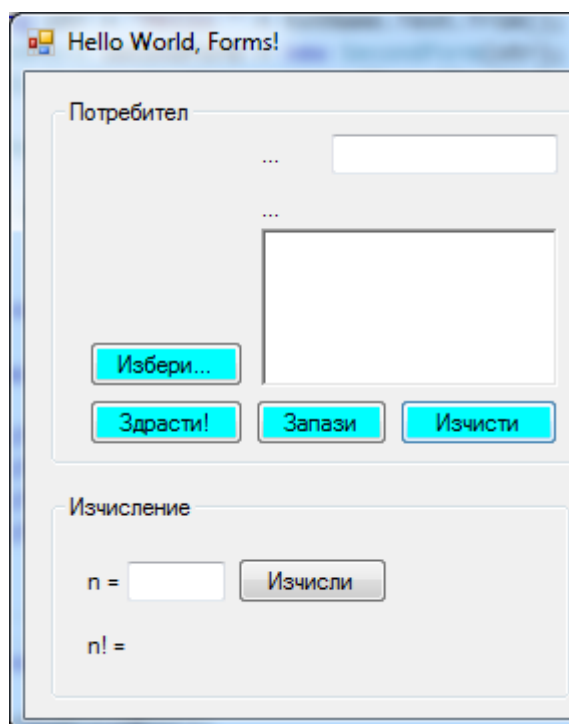 Hello World, Forms!
Потребител
...
...
Избери...
Здрасти! Запази Изчисти
Изчисление
n = Изчисли
n! =